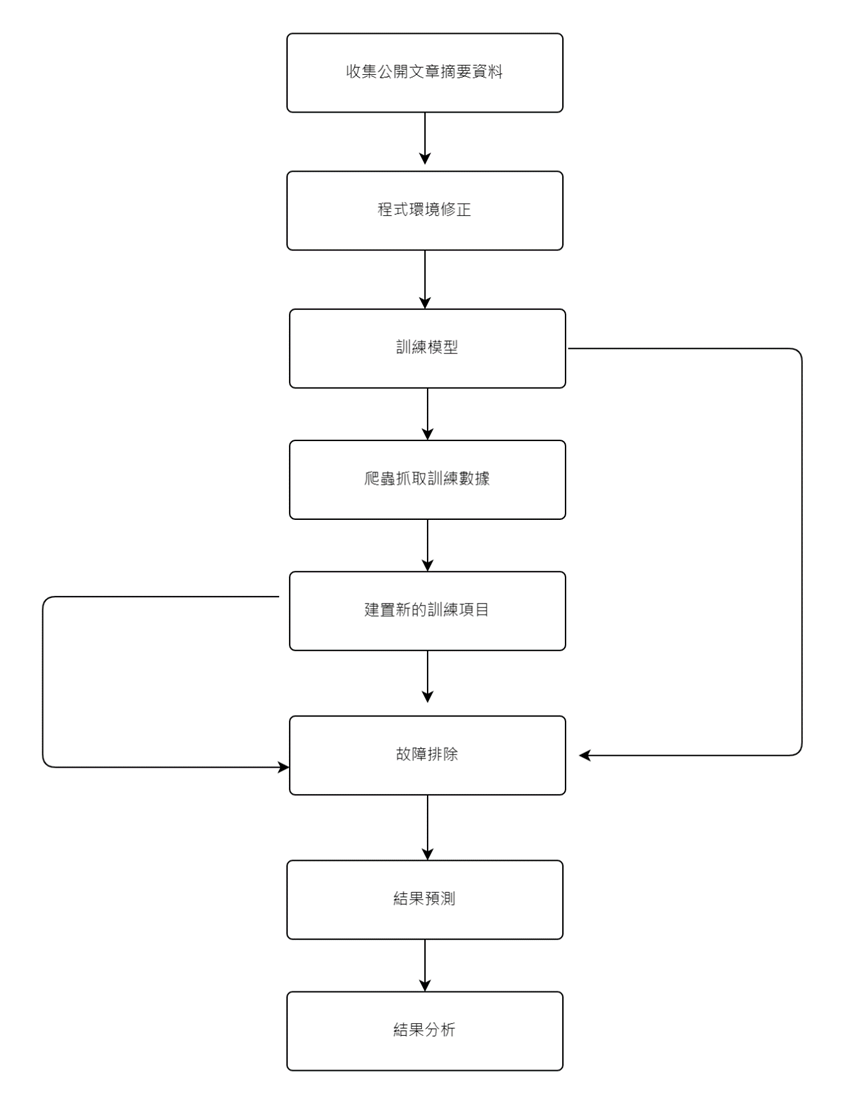 收集公開文章摘要資料
程式環境修正
訓練模型
爬蟲抓取訓練數據
建置新的訓練項目
故障排除
結果預測
結果分析